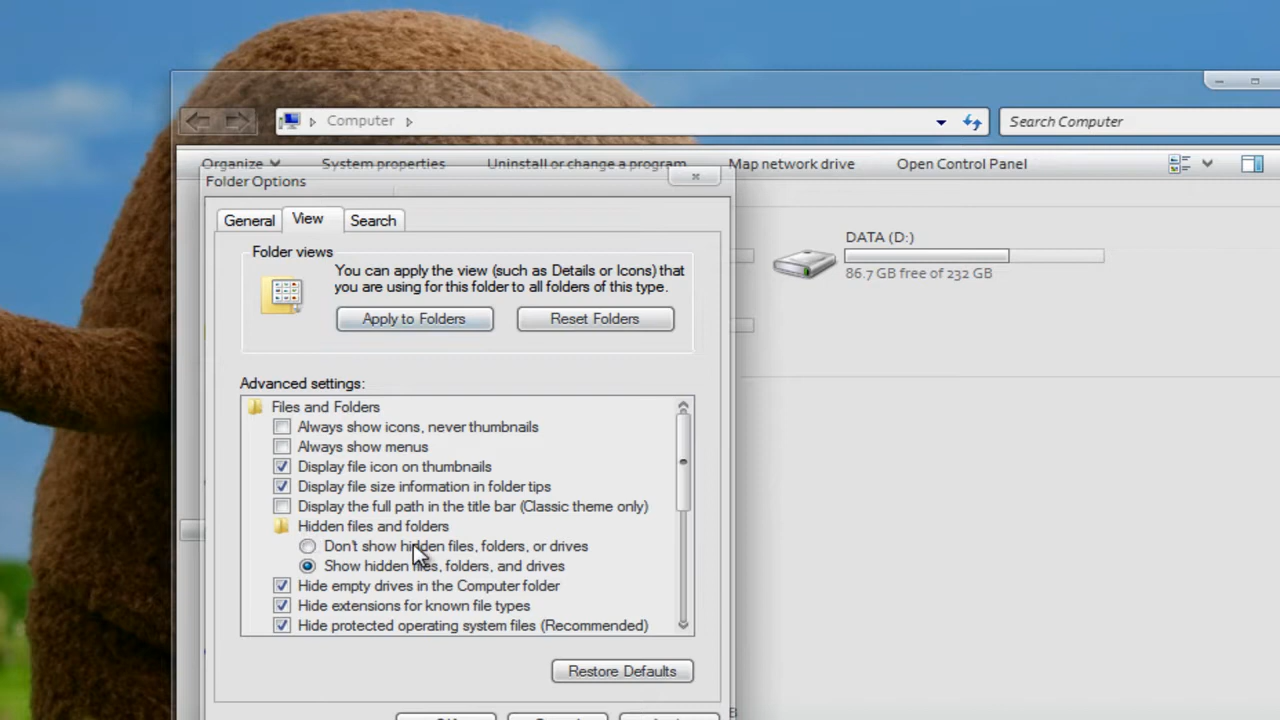 Computer
Search Computer
Organize System properties Uninstall or change a program Map network drive Open Control Panel
Folder Options
General View Search
Folder views
You can apply the view (such as Details or Icons) that
you are using for this folder to all folders of this type.
Apply to Folders Reset Folders
Advanced settings:
Files and Folders
Always show icons, never thumbnails
Always show menus
Display file icon on thumbnails
Display file size information in folder tips
Display the full path in the title bar (Classic theme only)
Hidden files and folders
Don't show hidden files, folders, or drives
Show hidden files, folders, and drives
Hide empty drives in the Computer folder
Hide extensions for known file types
Hide protected operating system files (Recommended)
Restore Defaults
DATA (D:)
86.7 GB free of 232 GB